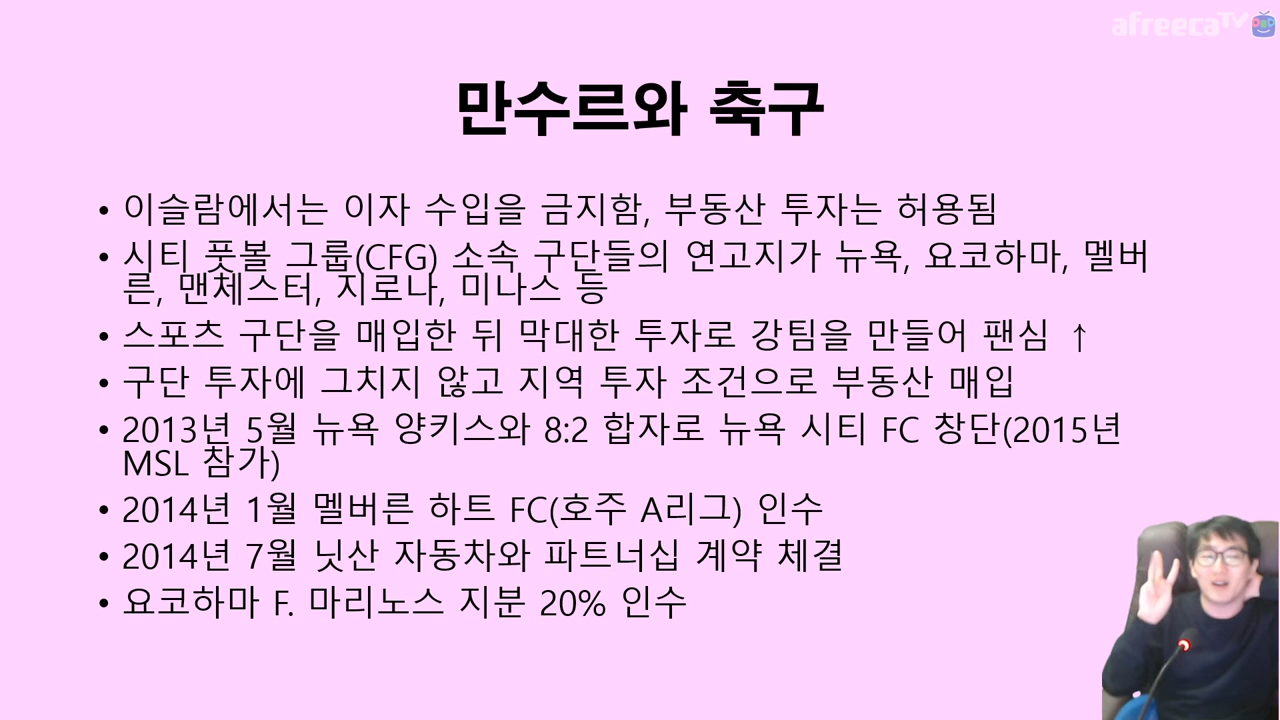 afreecaTV
만수르와 축구
• 이슬람에서는 이자 수입을 금지함, 부동산 투자는 허용됨
• 시티 풋볼 그룹(CFG) 소속 구단들의 연고지가 뉴욕, 요코하마, 멜버
른, 맨체스터, 지로나, 미나스 등
• 스포츠 구단을 매입한 뒤 막대한 투자로 강팀을 만들어 팬심 ↑
• 구단 투자에 그치지 않고 지역 투자 조건으로 부동산 매입
• 2013년 5월 뉴욕 양키스와 8:2 합자로 뉴욕 시티 FC 창단(2015년
MSL 참가)
• 2014년 1월 멜버른 하트 FC(호주 A리그) 인수
• 2014년 7월 닛산 자동차와 파트너십 계약 체결
• 요코하마 F. 마리노스 지분 20% 인수